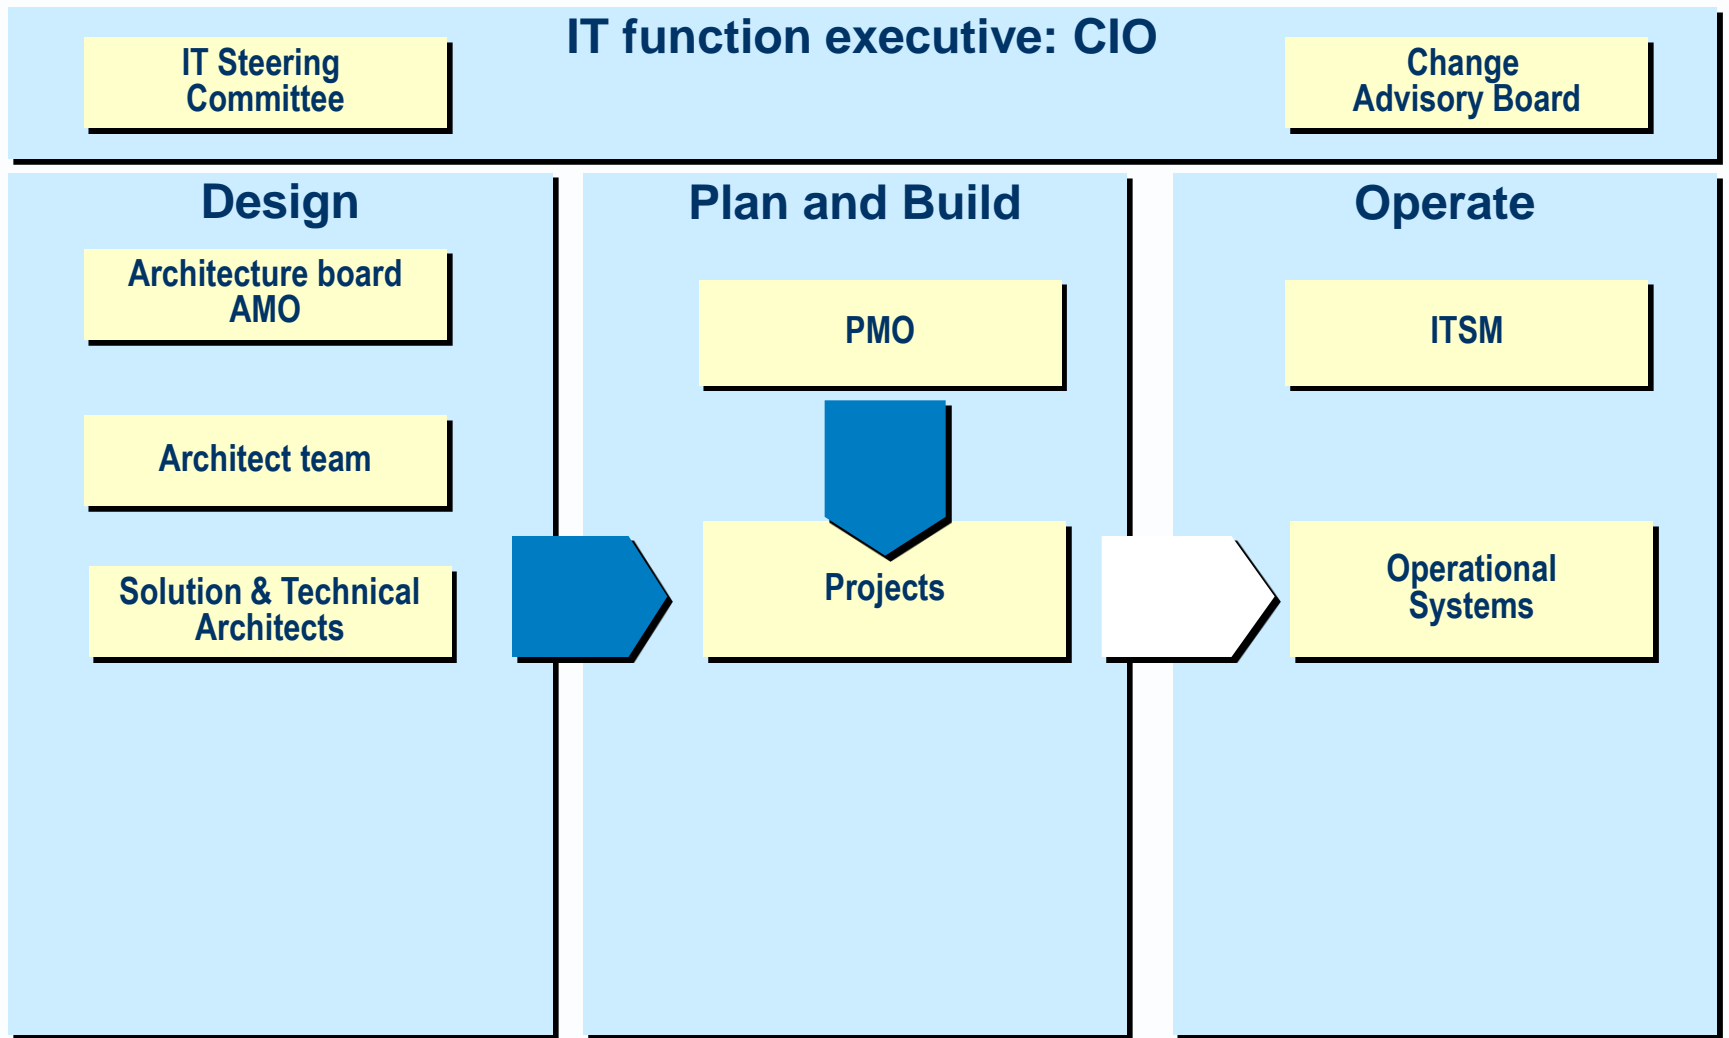 IT function executive: CIO
IT Steering
Committee
Change
Advisory Board
Design
Architecture board
AMO
Architect team
Solution & Technical
Architects
Plan and Build
PMO
Projects
Operate
ITSM
Operational
Systems